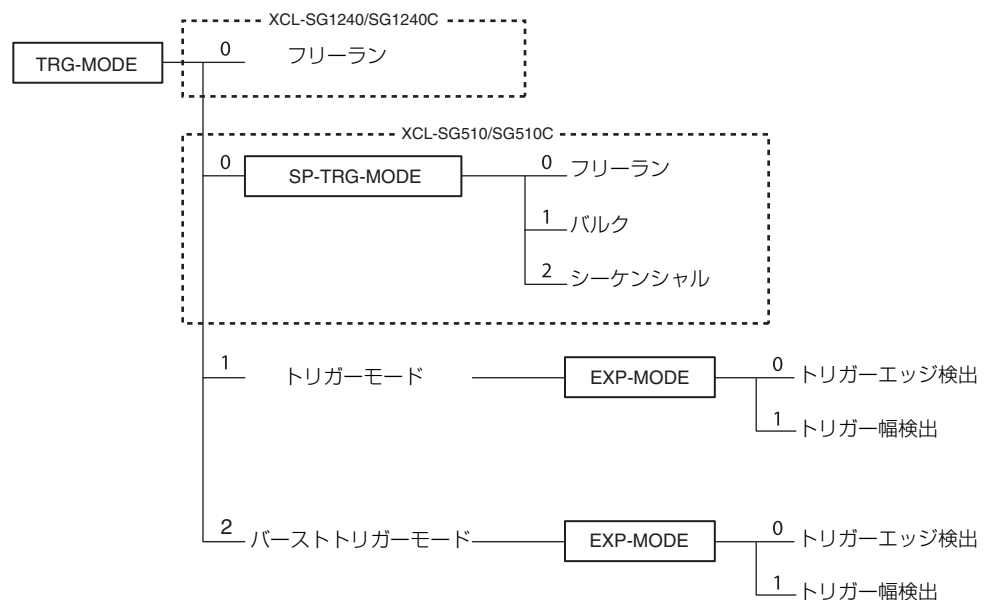 XCL-SG1240/SG1240C
TRG-MODE
0
フリーラン
XCL-SG510/SG510C
0
SP-TRG-MODE
0
フリーラン
1
バルク
2
シーケンシャル
1
トリガーモード
EXP-MODE
0
トリガーエッジ検出
1
トリガー幅検出
2
バーストトリガーモード
EXP-MODE
0
トリガーエッジ検出
1
トリガー幅検出